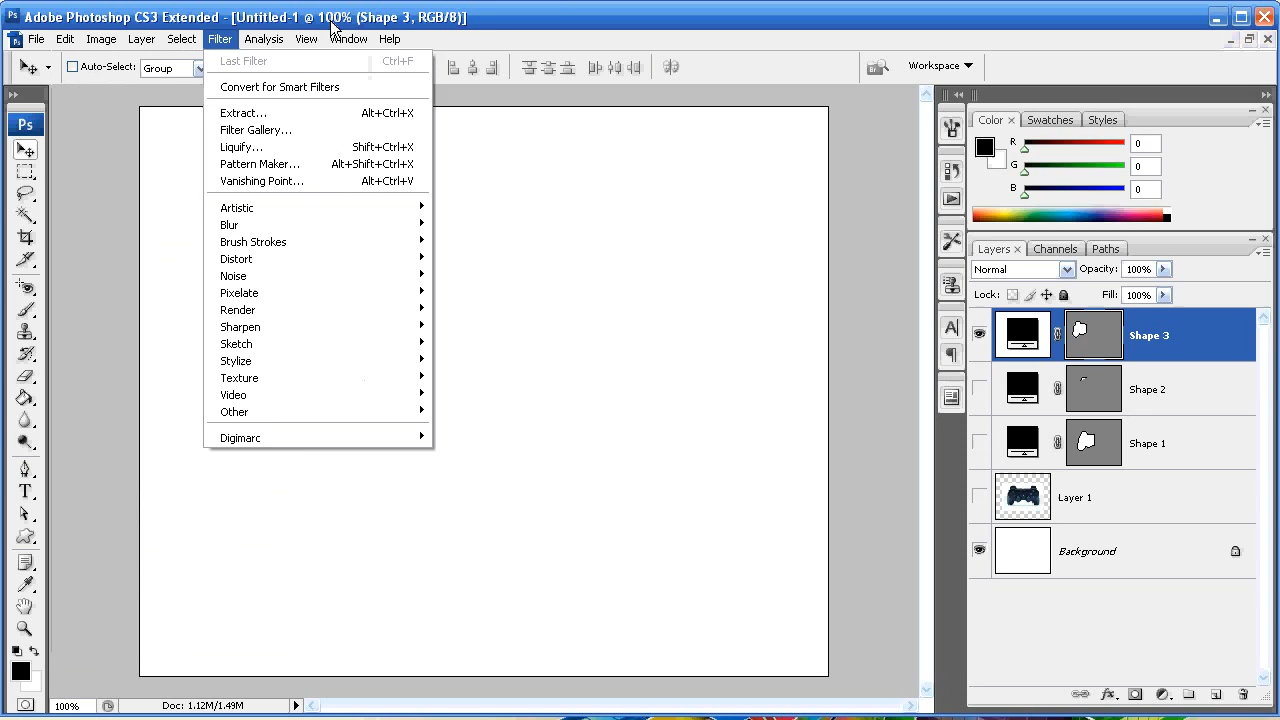 Adobe Photoshop CS3 Extended - [Untitled-1 @ 100% (Shape 3, RGB/8)]
File Edit Image Layer Select Filter Analysis View Window Help
Auto-Select: Group
Workspace
Last Filter Ctrl+F
Convert for Smart Filters
Extract... Alt+Ctrl+X
Filter Gallery...
Liquify... Shift+Ctrl+X
Pattern Maker... Alt+Shift+Ctrl+X
Vanishing Point... Alt+Ctrl+V
Artistic
Blur
Brush Strokes
Distort
Noise
Pixelate
Render
Sharpen
Sketch
Stylize
Texture
Video
Other
Digimarc
Ps
Color Swatches Styles
R 0
G 0
B 0
Layers Channels Paths
Normal Opacity: 100%
Lock: Fill: 100%
Shape 3
Shape 2
Shape 1
Layer 1
Background
100% Doc: 1.12M/1.13M